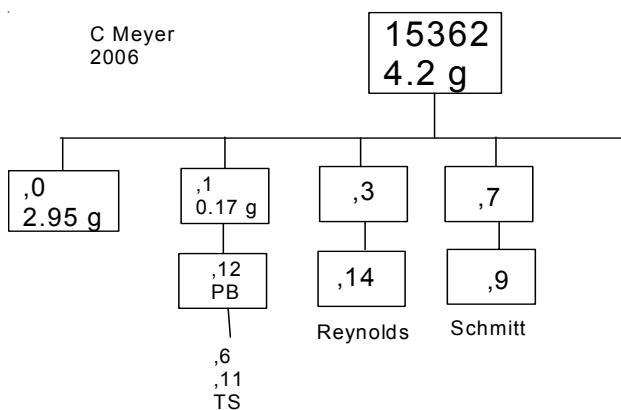 C Meyer
2006
15362
4.2 g
,0
2.95 g
,1
0.17 g
,3
,7
,12
PB
,14
,9
Reynolds
Schmitt
,6
,11
TS